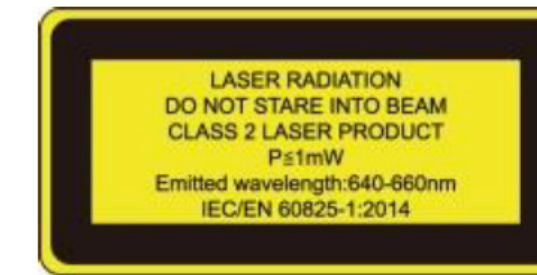 LASER RADIATION
DO NOT STARE INTO BEAM
CLASS 2 LASER PRODUCT
P≦1mW
Emitted wavelength:640-660nm
IEC/EN 60825-1:2014